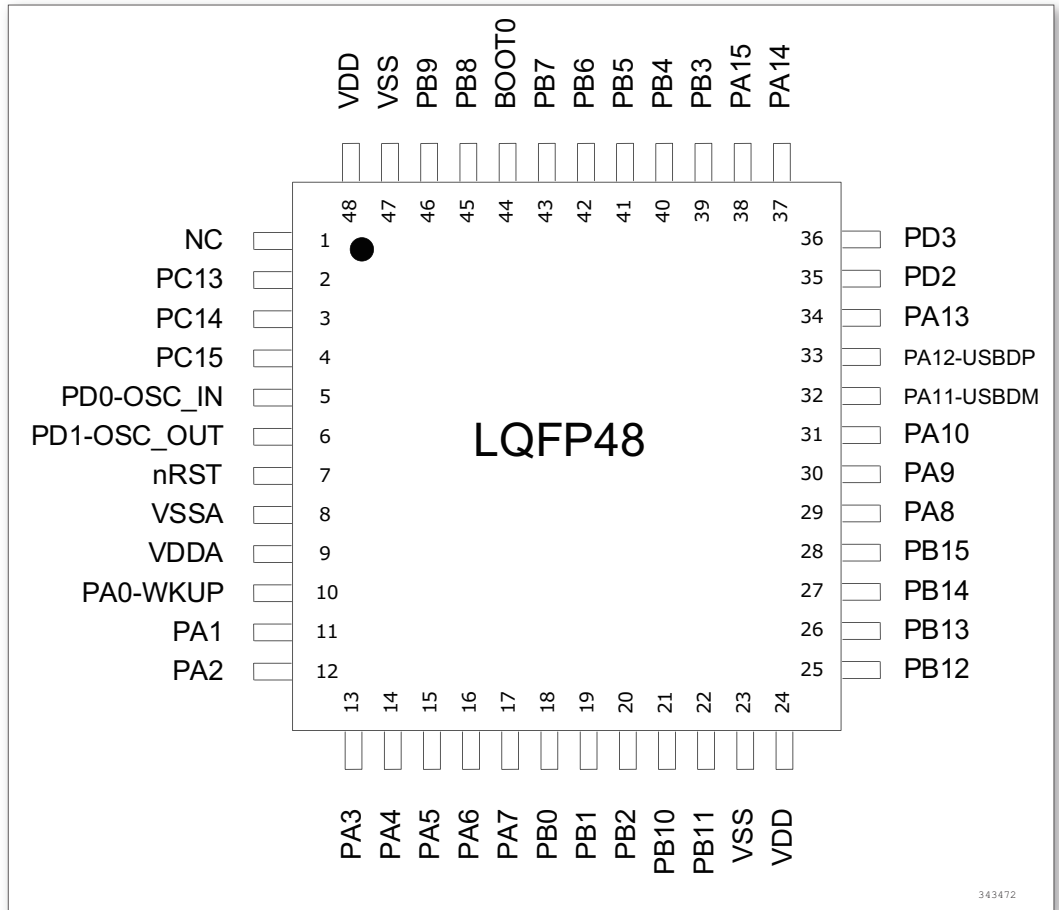 VDD
VSS
PB9
PB8
BOOT0
PB7
PB6
PB5
PB4
PB3
PA15
PA14
48
47
46
45
44
43
42
41
40
39
38
37
NC 1
PC13 2
PC14 3
PC15 4
PD0-OSC_IN 5
PD1-OSC_OUT 6
nRST 7
VSSA 8
VDDA 9
PA0-WKUP 10
PA1 11
PA2 12
LQFP48
36 PD3
35 PD2
34 PA13
33 PA12-USBDP
32 PA11-USBDM
31 PA10
30 PA9
29 PA8
28 PB15
27 PB14
26 PB13
25 PB12
13
14
15
16
17
18
19
20
21
22
23
24
PA3
PA4
PA5
PA6
PA7
PB0
PB1
PB2
PB10
PB11
VSS
VDD
343472